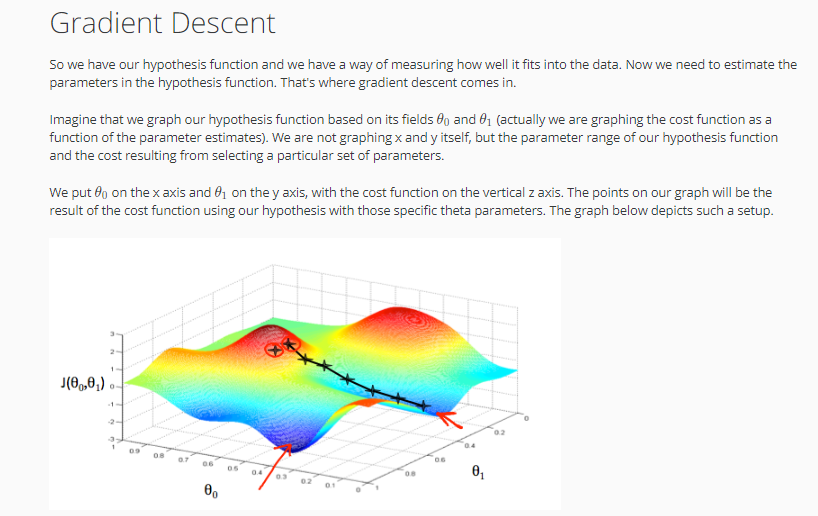 Gradient Descent
So we have our hypothesis function and we have a way of measuring how well it fits into the data. Now we need to estimate the
parameters in the hypothesis function. That's where gradient descent comes in.
Imagine that we graph our hypothesis function based on its fields θ₀ and θ₁ (actually we are graphing the cost function as a
function of the parameter estimates). We are not graphing x and y itself, but the parameter range of our hypothesis function
and the cost resulting from selecting a particular set of parameters.
We put θ₀ on the x axis and θ₁ on the y axis, with the cost function on the vertical z axis. The points on our graph will be the
result of the cost function using our hypothesis with those specific theta parameters. The graph below depicts such a setup.
3
2
1
J(θ₀,θ₁) 0
-1
-2
-3
1 0.9 0.8 0.7 0.6 0.5 0.4 0.3 0.2 0.1 0
θ₀
1 0.8 0.6 0.4 0.2 0
θ₁